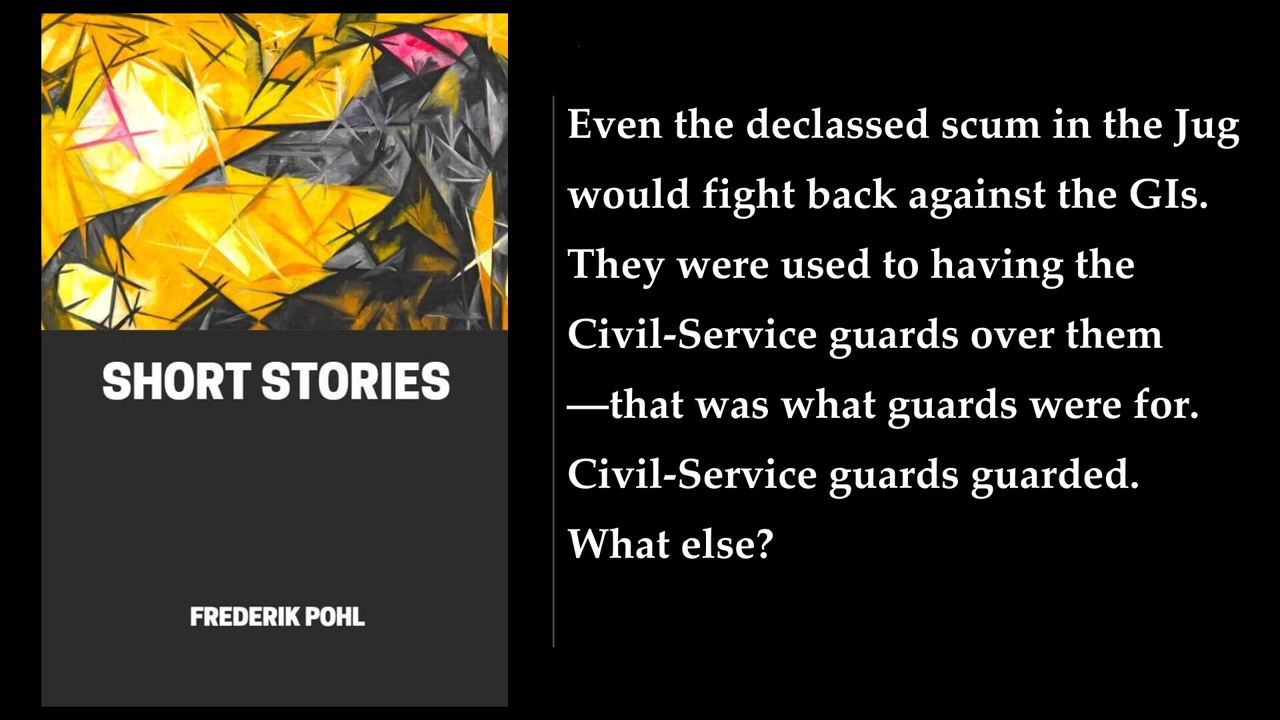 SHORT STORIES
FREDERIK POHL
Even the declassed scum in the Jug
would fight back against the GIs.
They were used to having the
Civil-Service guards over them
—that was what guards were for.
Civil-Service guards guarded.
What else?